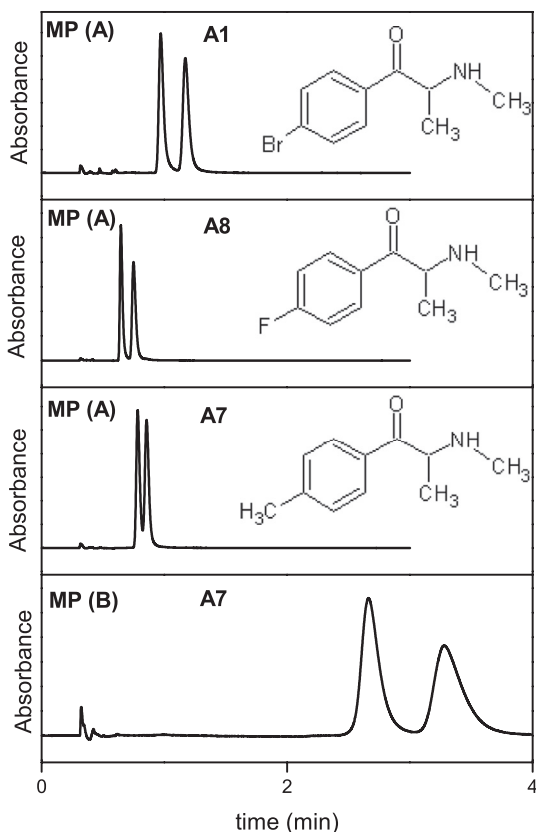 MP (A)
A1
Absorbance
O
NH
CH3
CH3
Br
MP (A)
A8
Absorbance
O
NH
CH3
CH3
F
MP (A)
A7
Absorbance
O
NH
CH3
CH3
H3C
MP (B)
A7
Absorbance
0
2
4
time (min)